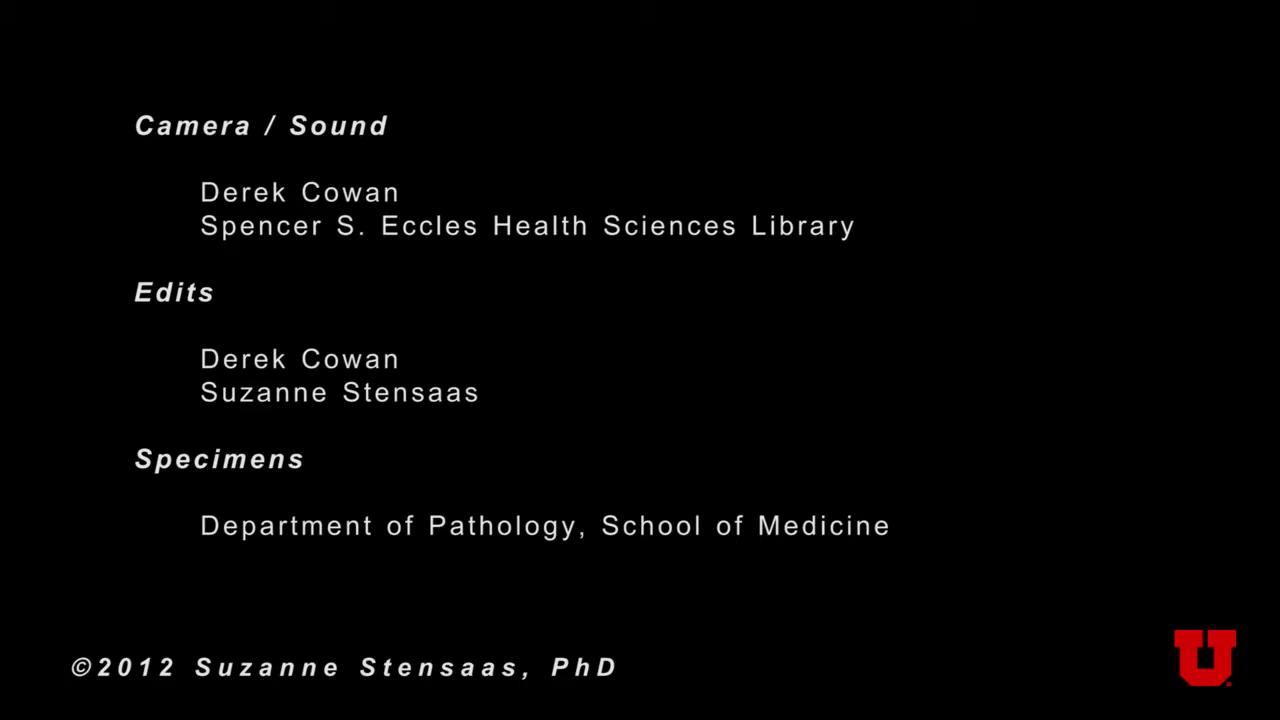 Camera / Sound
Derek Cowan
Spencer S. Eccles Health Sciences Library
Edits
Derek Cowan
Suzanne Stensaas
Specimens
Department of Pathology, School of Medicine
©2012 Suzanne Stensaas, PhD
U